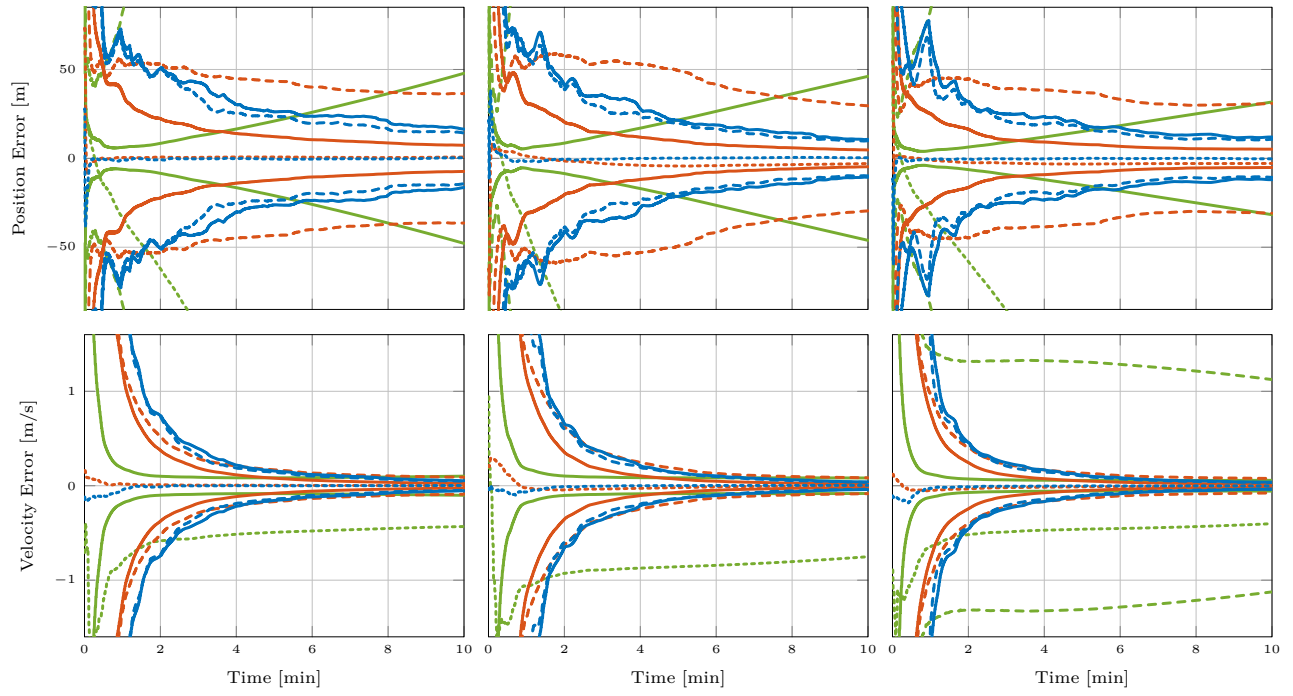 Position Error [m]
50
0
−50
Velocity Error [m/s]
1
0
−1
0 2 4 6 8 10
0 2 4 6 8 10
0 2 4 6 8 10
Time [min] Time [min] Time [min]